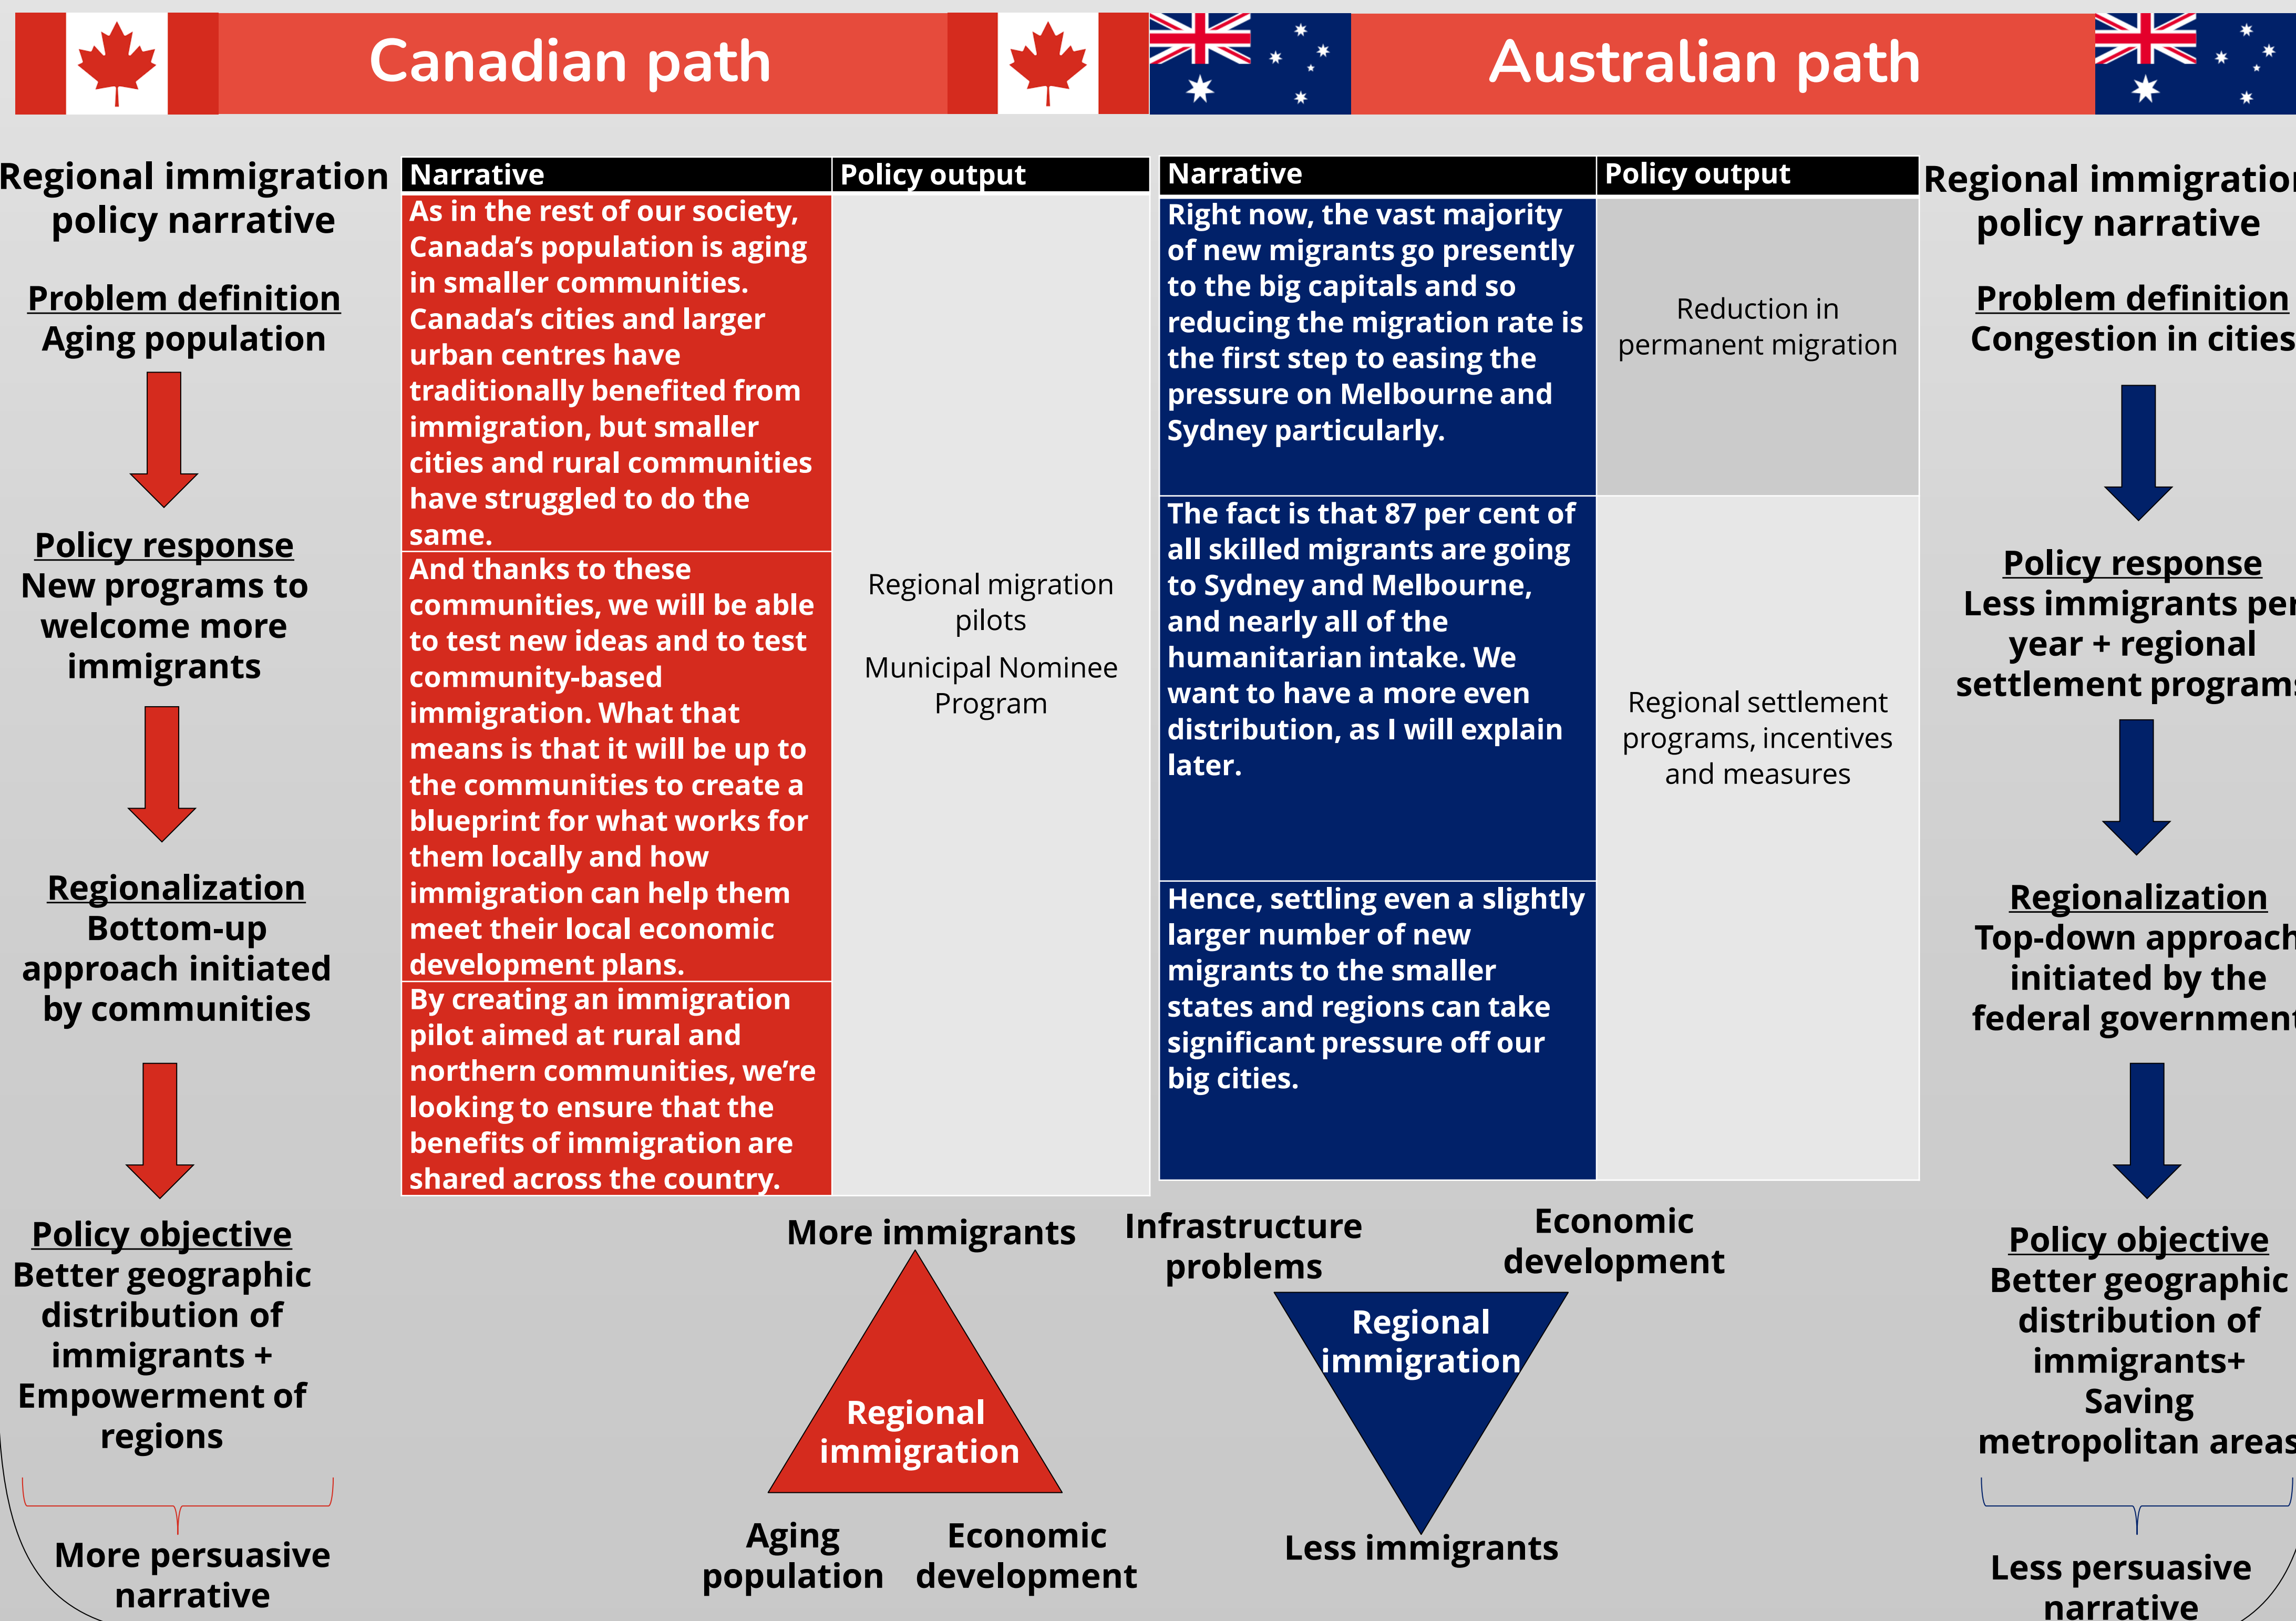 Canadian path
Australian path
Regional immigration
policy narrative
Problem definition
Aging population
Policy response
New programs to
welcome more
immigrants
Regionalization
Bottom-up
approach initiated
by communities
Policy objective
Better geographic
distribution of
immigrants +
Empowerment of
regions
More persuasive
narrative
Narrative
Policy output
As in the rest of our society,
Canada's population is aging
in smaller communities.
Canada's cities and larger
urban centres have
traditionally benefited from
immigration, but smaller
cities and rural communities
have struggled to do the
same.
And thanks to these
communities, we will be able
to test new ideas and to test
community-based
immigration. What that
means is that it will be up to
the communities to create a
blueprint for what works for
them locally and how
immigration can help them
meet their local economic
development plans.
By creating an immigration
pilot aimed at rural and
northern communities, we're
looking to ensure that the
benefits of immigration are
shared across the country.
Regional migration
pilots
Municipal Nominee
Program
Narrative
Policy output
Right now, the vast majority
of new migrants go presently
to the big capitals and so
reducing the migration rate is
the first step to easing the
pressure on Melbourne and
Sydney particularly.
Reduction in
permanent migration
The fact is that 87 per cent of
all skilled migrants are going
to Sydney and Melbourne,
and nearly all of the
humanitarian intake. We
want to have a more even
distribution, as I will explain
later.
Hence, settling even a slightly
larger number of new
migrants to the smaller
states and regions can take
significant pressure off our
big cities.
Regional settlement
programs, incentives
and measures
Regional immigration
policy narrative
Problem definition
Congestion in cities
Policy response
Less immigrants per
year + regional
settlement programs
Regionalization
Top-down approach
initiated by the
federal government
Policy objective
Better geographic
distribution of
immigrants+
Saving
metropolitan areas
Less persuasive
narrative
More immigrants
Regional
immigration
Aging
population
Economic
development
Infrastructure
problems
Economic
development
Regional
immigration
Less immigrants